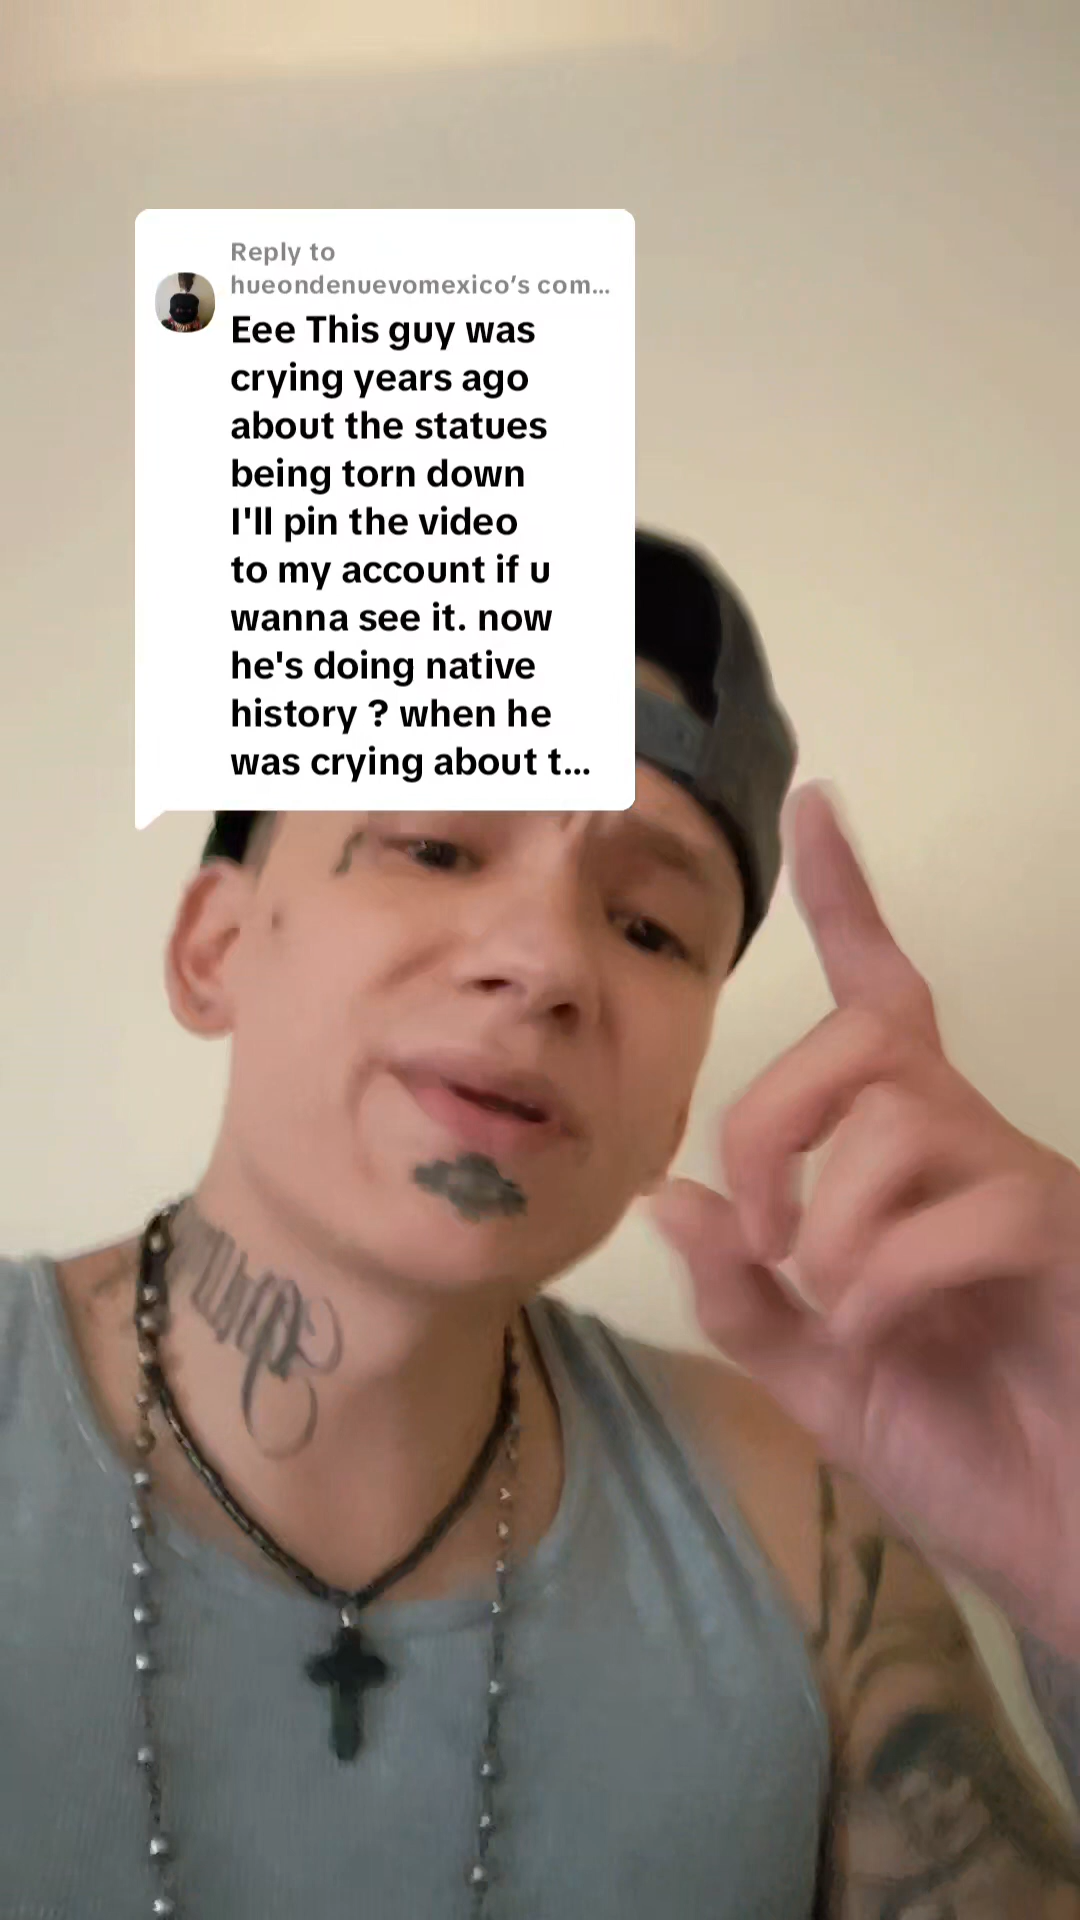 Reply to
hueondenuevomexico’s com...
Eee This guy was
crying years ago
about the statues
being torn down
I'll pin the video
to my account if u
wanna see it. now
he's doing native
history ? when he
was crying about t...